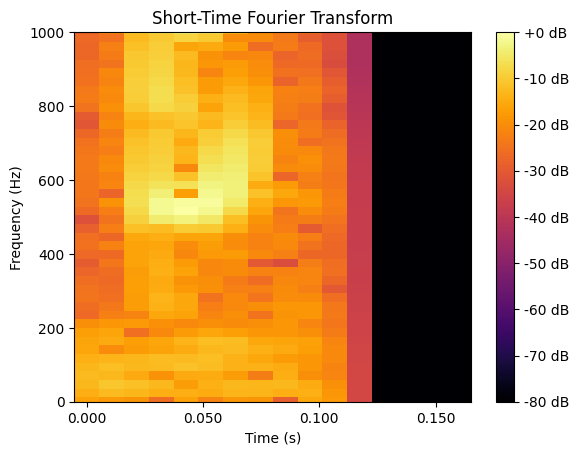 Short-Time Fourier Transform
1000
800
600
400
200
0
Frequency (Hz)
0.000
0.050
0.100
0.150
Time (s)
+0 dB
-10 dB
-20 dB
-30 dB
-40 dB
-50 dB
-60 dB
-70 dB
-80 dB